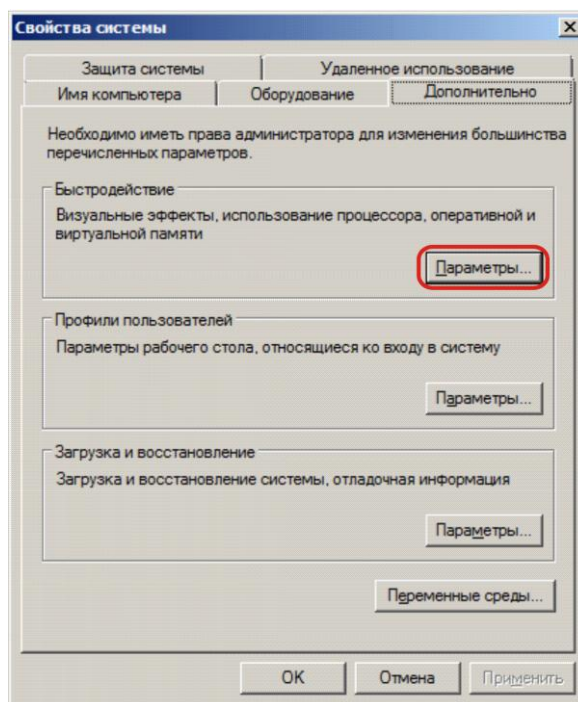 Свойства системы
Защита системы
Удаленное использование
Имя компьютера
Оборудование
Дополнительно
Необходимо иметь права администратора для изменения большинства
перечисленных параметров.
Быстродействие
Визуальные эффекты, использование процессора, оперативной и
виртуальной памяти
Параметры...
Профили пользователей
Параметры рабочего стола, относящиеся ко входу в систему
Параметры...
Загрузка и восстановление
Загрузка и восстановление системы, отладочная информация
Параметры...
Переменные среды...
OK
Отмена
Применить